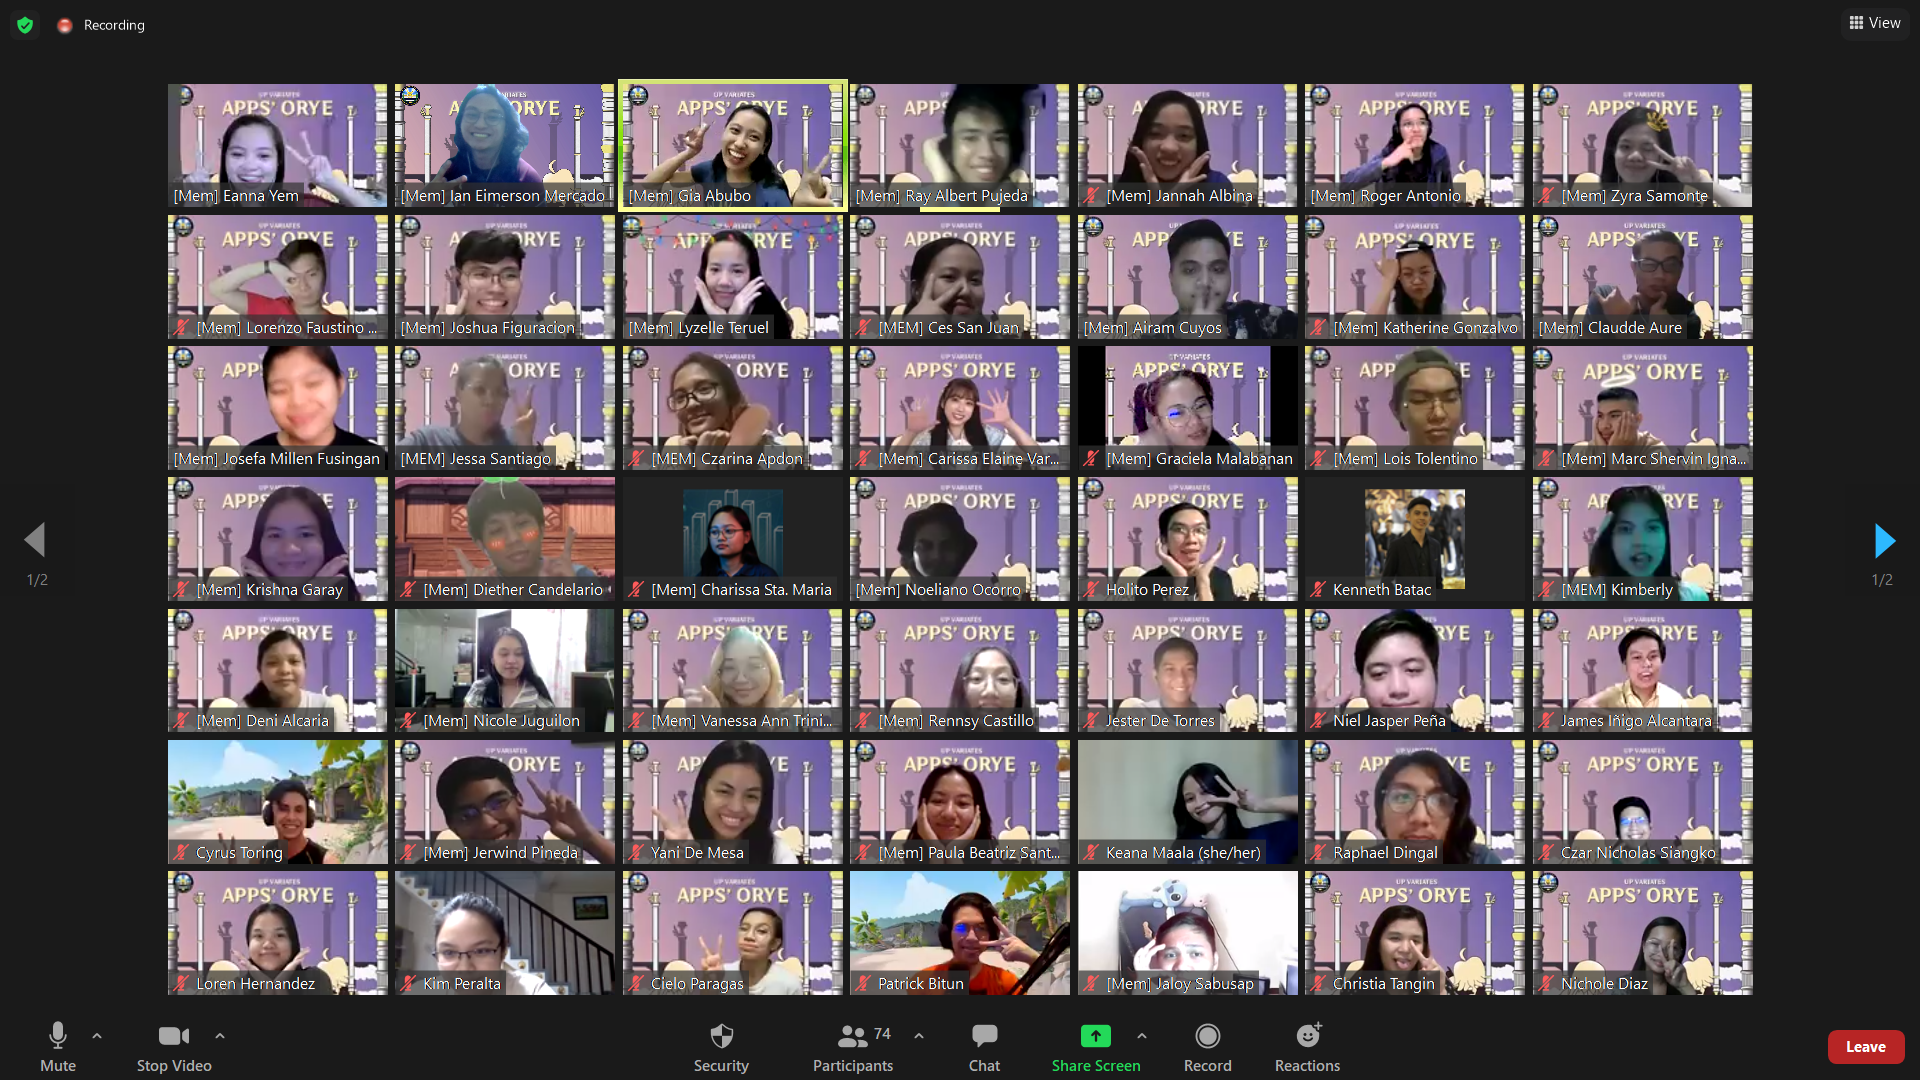 Recording
View
UP VARIATES
APPS' ORYE
[Mem] Eanna Yem
[Mem] Ian Eimerson Mercado
[Mem] Gia Abubo
[Mem] Ray Albert Pujeda
[Mem] Jannah Albina
[Mem] Roger Antonio
[Mem] Zyra Samonte
[Mem] Lorenzo Faustino ...
[Mem] Joshua Figuracion
[Mem] Lyzelle Teruel
[MEM] Ces San Juan
[Mem] Airam Cuyos
[Mem] Katherine Gonzalvo
[Mem] Claudde Aure
[Mem] Josefa Millen Fusingan
[MEM] Jessa Santiago
[MEM] Czarina Apdon
[Mem] Carissa Elaine Var...
[Mem] Graciela Malabanan
[Mem] Lois Tolentino
[Mem] Marc Shervin Igna...
[Mem] Krishna Garay
[Mem] Diether Candelario
[Mem] Charissa Sta. Maria
[Mem] Noeliano Ocorro
Holito Perez
Kenneth Batac
[MEM] Kimberly
1/2
1/2
[Mem] Deni Alcaria
[Mem] Nicole Juguilon
[Mem] Vanessa Ann Trini...
[Mem] Rennsy Castillo
Jester De Torres
Niel Jasper Peña
James Iñigo Alcantara
Cyrus Toring
[Mem] Jerwind Pineda
Yani De Mesa
[Mem] Paula Beatriz Sant...
Keana Maala (she/her)
Raphael Dingal
Czar Nicholas Siangko
Loren Hernandez
Kim Peralta
Cielo Paragas
Patrick Bitun
[Mem] Jaloy Sabusap
Christia Tangin
Nichole Diaz
Mute
Stop Video
Security
Participants 74
Chat
Share Screen
Record
Reactions
Leave